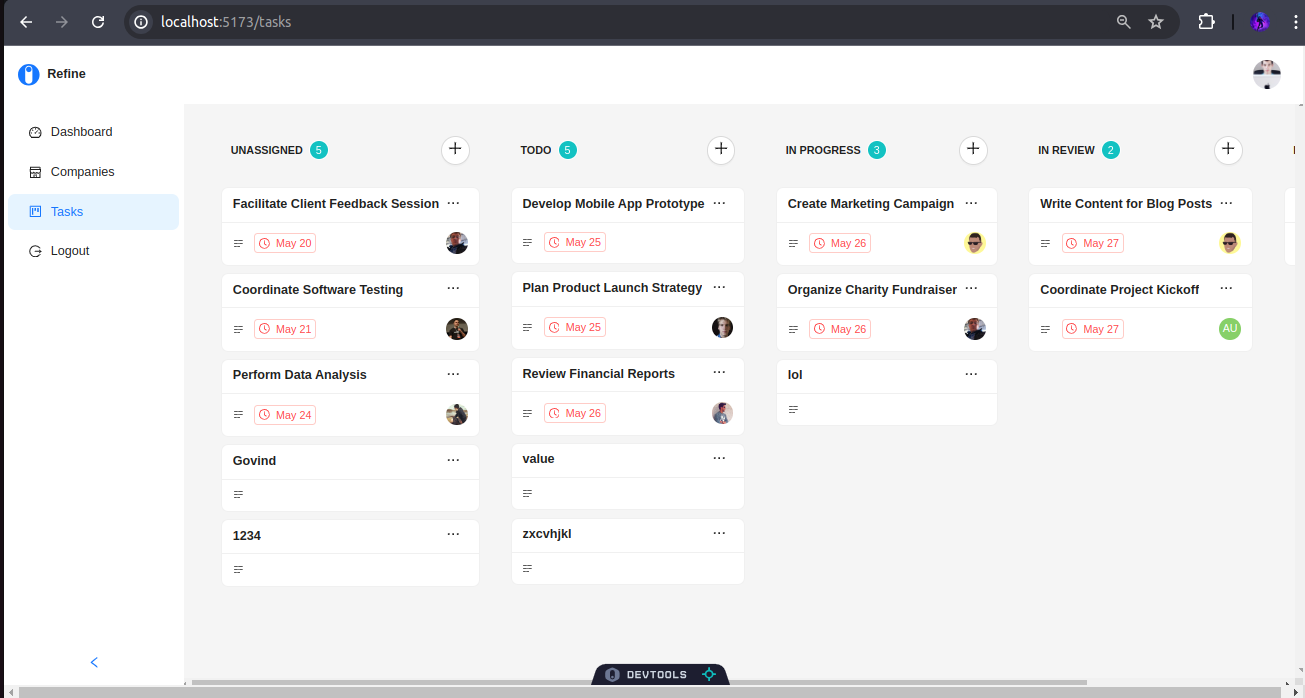 localhost:5173/tasks
Refine
Dashboard
Companies
Tasks
Logout
UNASSIGNED 5
Facilitate Client Feedback Session
May 20
Coordinate Software Testing
May 21
Perform Data Analysis
May 24
Govind
1234
TODO 5
Develop Mobile App Prototype
May 25
Plan Product Launch Strategy
May 25
Review Financial Reports
May 26
value
zxcvhjkl
IN PROGRESS 3
Create Marketing Campaign
May 26
Organize Charity Fundraiser
May 26
lol
IN REVIEW 2
Write Content for Blog Posts
May 27
Coordinate Project Kickoff
May 27
AU
DEVTOOLS